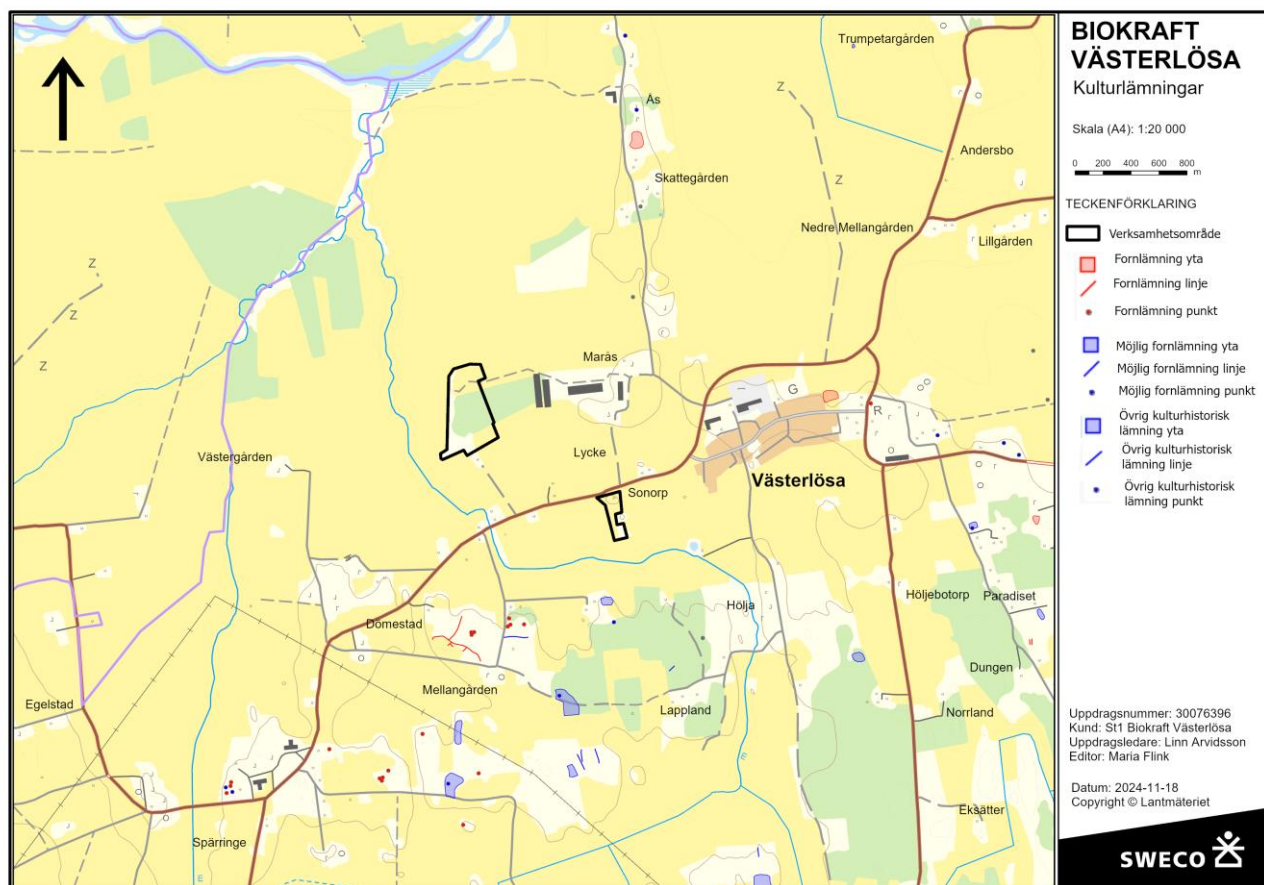 BIOKRAFT
VÄSTERLÖSA
Kulturlämningar
Skala (A4): 1:20 000
0 200 400 600 800
m
TECKENFÖRKLARING
Verksamhetsområde
Fornlämning yta
Fornlämning linje
Fornlämning punkt
Möjlig fornlämning yta
Möjlig fornlämning linje
Möjlig fornlämning punkt
Övrig kulturhistorisk
lämning yta
Övrig kulturhistorisk
lämning linje
Övrig kulturhistorisk
lämning punkt
Uppdragsnummer: 30076396
Kund: St1 Biokraft Västerlösa
Uppdragsledare: Linn Arvidsson
Editor: Maria Flink
Datum: 2024-11-18
Copyright © Lantmäteriet
SWECO
Trumpetargården
Ås
Z
Andersbo
Skattegården
Z
Nedre Mellangården
Lillgården
Z
Z
Z
Marås
G
R
Västergården
Lycke
Västerlösa
Sonorp
Dömestad
Hölja
Höljebotorp
Paradiset
Dungen
Mellangården
Egelstad
Lappland
Norrland
E
Eksätter
Spärringe
E